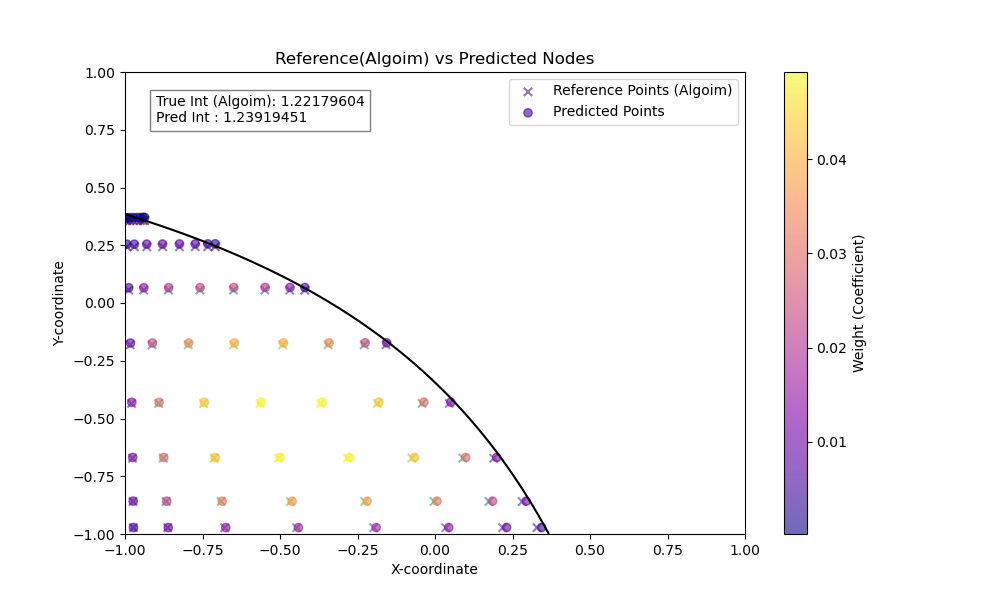 Reference(Algoim) vs Predicted Nodes
True Int (Algoim): 1.22179604
Pred Int : 1.23919451
Reference Points (Algoim)
Predicted Points
1.00
0.75
0.50
0.25
0.00
−0.25
−0.50
−0.75
−1.00
Y-coordinate
−1.00 −0.75 −0.50 −0.25 0.00 0.25 0.50 0.75 1.00
X-coordinate
0.04
0.03
0.02
0.01
Weight (Coefficient)